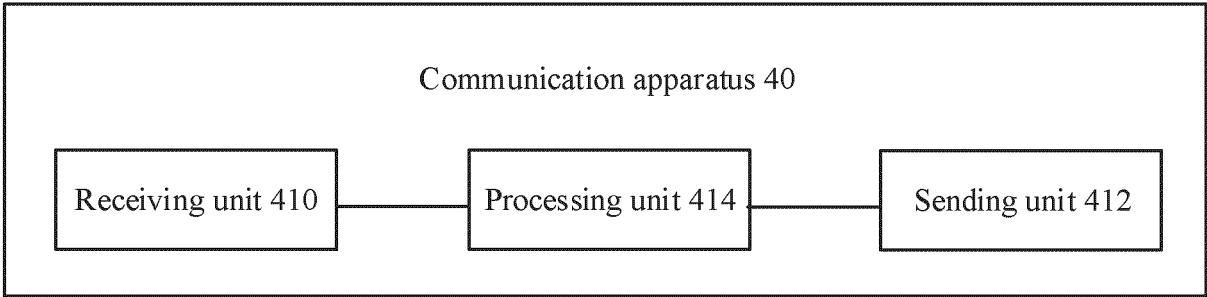 Communication apparatus 40
Receiving unit 410
Processing unit 414
Sending unit 412